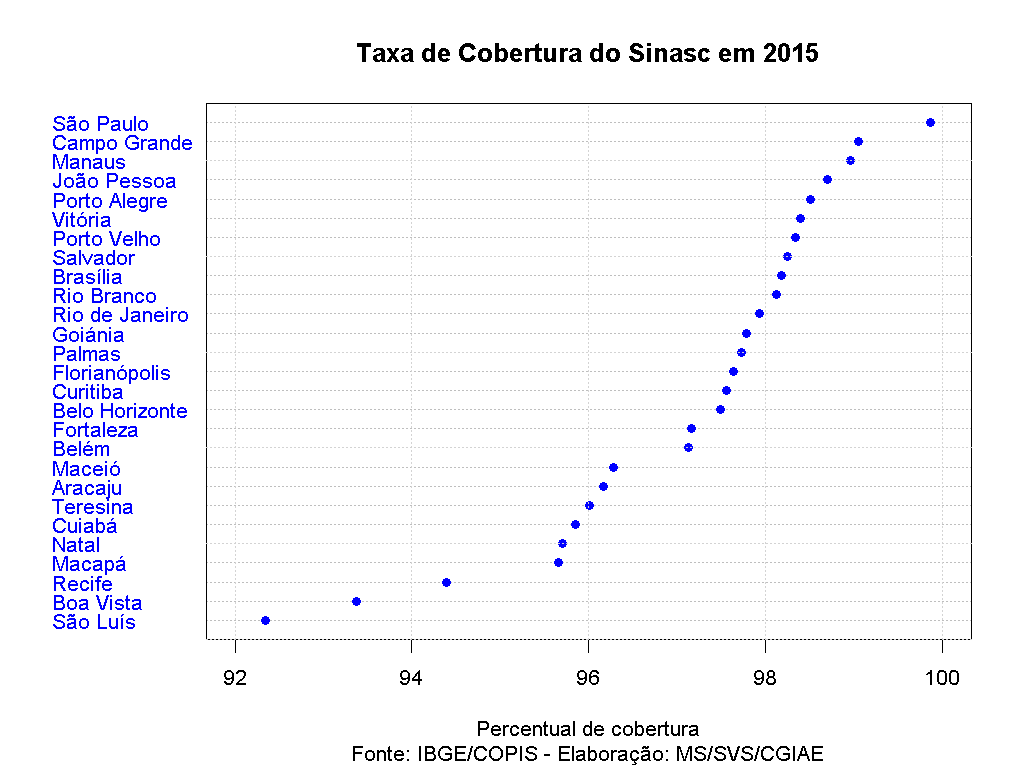 Taxa de Cobertura do Sinasc em 2015
São Paulo
Campo Grande
Manaus
João Pessoa
Porto Alegre
Vitória
Porto Velho
Salvador
Brasília
Rio Branco
Rio de Janeiro
Goiánia
Palmas
Florianópolis
Curitiba
Belo Horizonte
Fortaleza
Belém
Maceió
Aracaju
Teresina
Cuiabá
Natal
Macapá
Recife
Boa Vista
São Luís
92 94 96 98 100
Percentual de cobertura
Fonte: IBGE/COPIS - Elaboração: MS/SVS/CGIAE